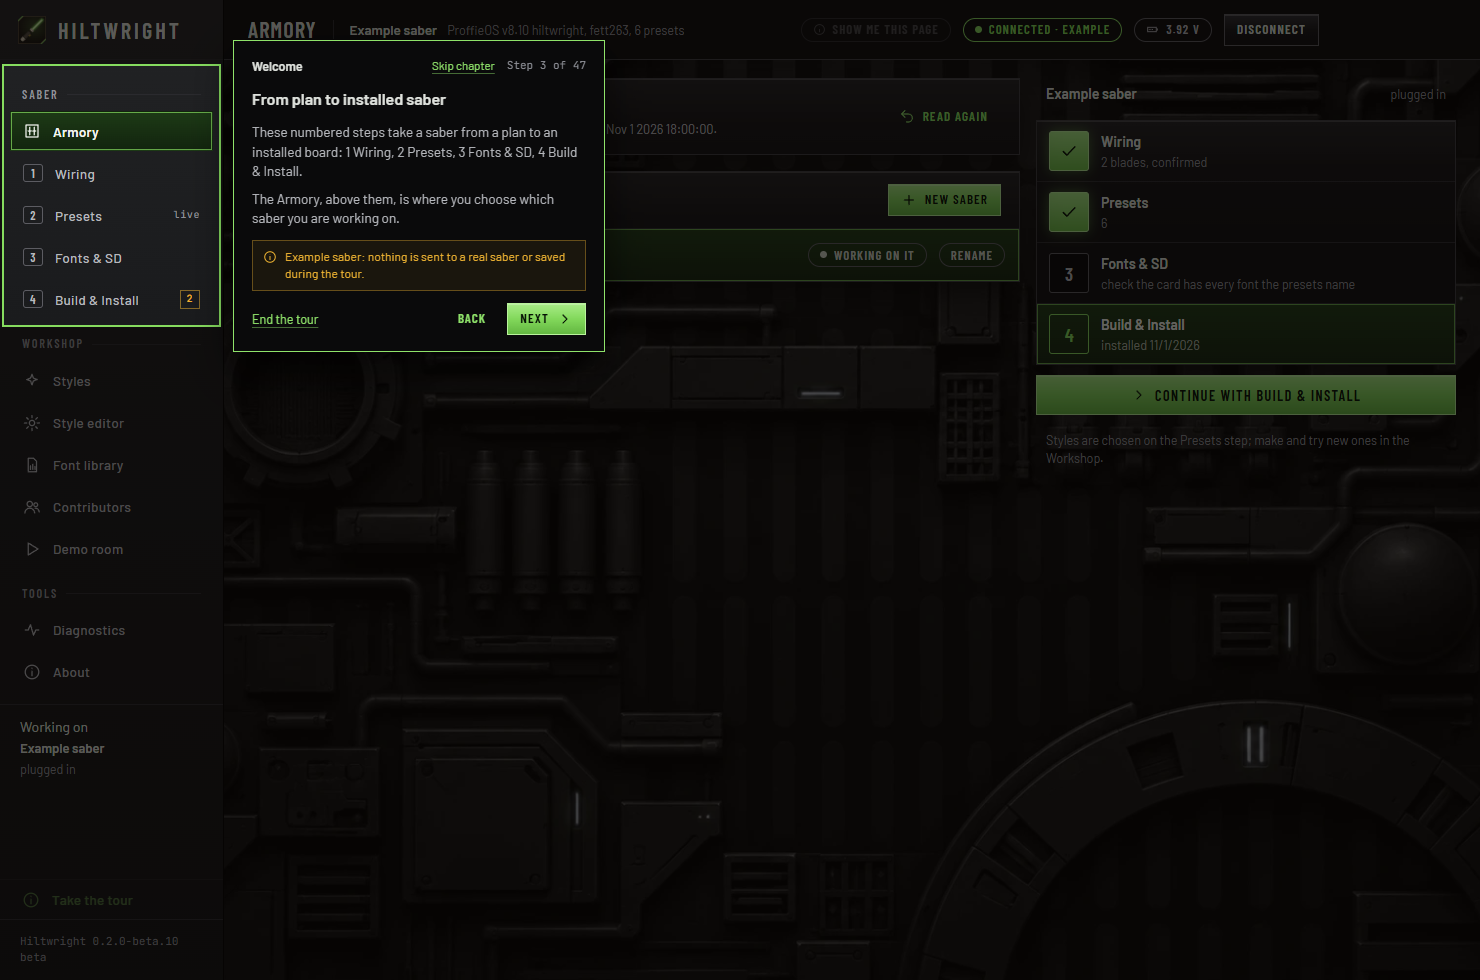 HILTWRIGHT
SABER
Armory
1 Wiring
2 Presets live
3 Fonts & SD
4 Build & Install 2
WORKSHOP
Styles
Style editor
Font library
Contributors
Demo room
TOOLS
Diagnostics
About
Working on
Example saber
plugged in
Take the tour
Hiltwright 0.2.0-beta.10
beta
ARMORY Example saber ProffieOS v8.10 hiltwright, fett263, 6 presets
SHOW ME THIS PAGE
CONNECTED · EXAMPLE
3.92 V
DISCONNECT
Welcome Skip chapter Step 3 of 47
From plan to installed saber
These numbered steps take a saber from a plan to an
installed board: 1 Wiring, 2 Presets, 3 Fonts & SD, 4 Build
& Install.
The Armory, above them, is where you choose which
saber you are working on.
Example saber: nothing is sent to a real saber or saved
during the tour.
End the tour BACK NEXT
Nov 1 2026 18:00:00.
READ AGAIN
NEW SABER
WORKING ON IT
RENAME
Example saber plugged in
Wiring
2 blades, confirmed
Presets
6
3 Fonts & SD
check the card has every font the presets name
4 Build & Install
installed 11/1/2026
CONTINUE WITH BUILD & INSTALL
Styles are chosen on the Presets step; make and try new ones in the
Workshop.